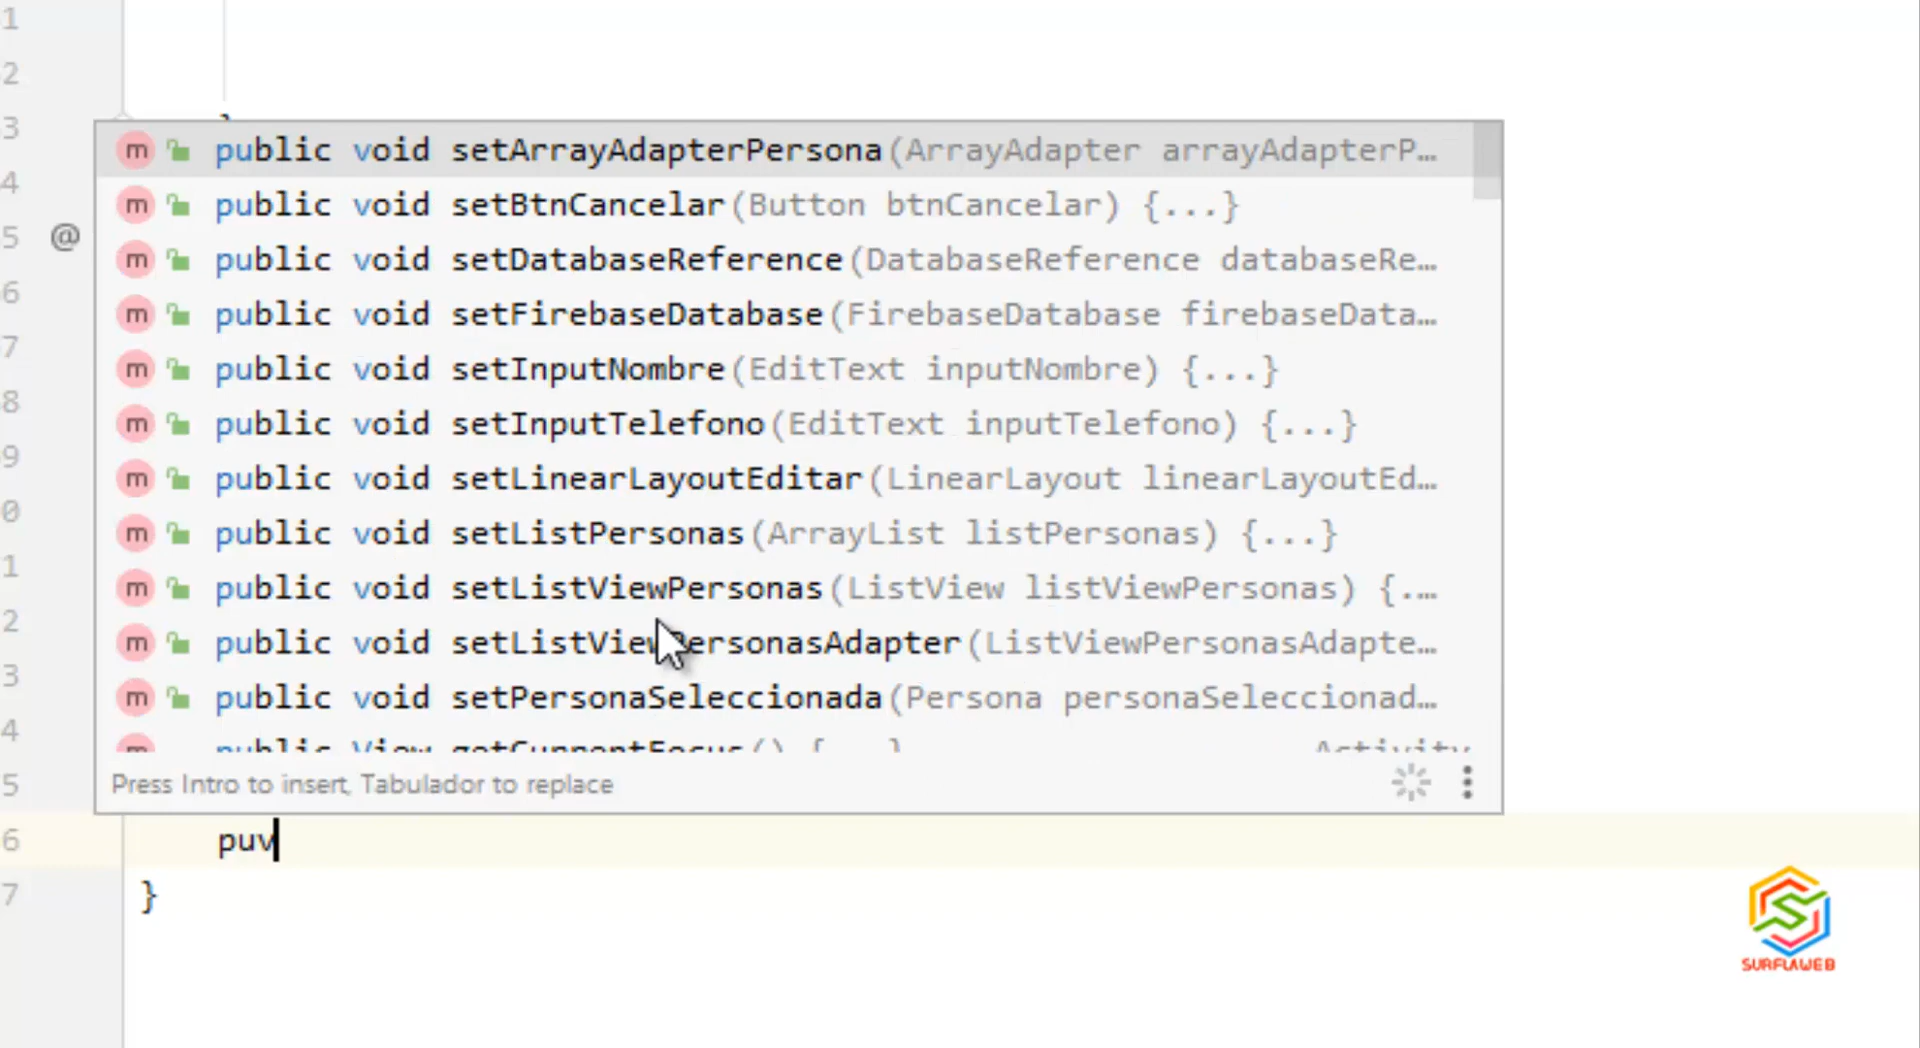 1
2
3
public void setArrayAdapterPersona(ArrayAdapter arrayAdapterP…
4
public void setBtnCancelar(Button btnCancelar) {...}
5 @
public void setDatabaseReference(DatabaseReference databaseRe…
6
public void setFirebaseDatabase(FirebaseDatabase firebaseData…
7
public void setInputNombre(EditText inputNombre) {...}
8
public void setInputTelefono(EditText inputTelefono) {...}
9
public void setLinearLayoutEditar(LinearLayout linearLayoutEd…
0
public void setListPersonas(ArrayList listPersonas) {...}
1
public void setListViewPersonas(ListView listViewPersonas) {.…
2
public void setListViewPersonasAdapter(ListViewPersonasAdapte…
3
public void setPersonaSeleccionada(Persona personaSeleccionad…
4
public View getCurrentFocus() {...} Activity
5
Press Intro to insert, Tabulador to replace
6 puv
7 }
SURFLAWEB